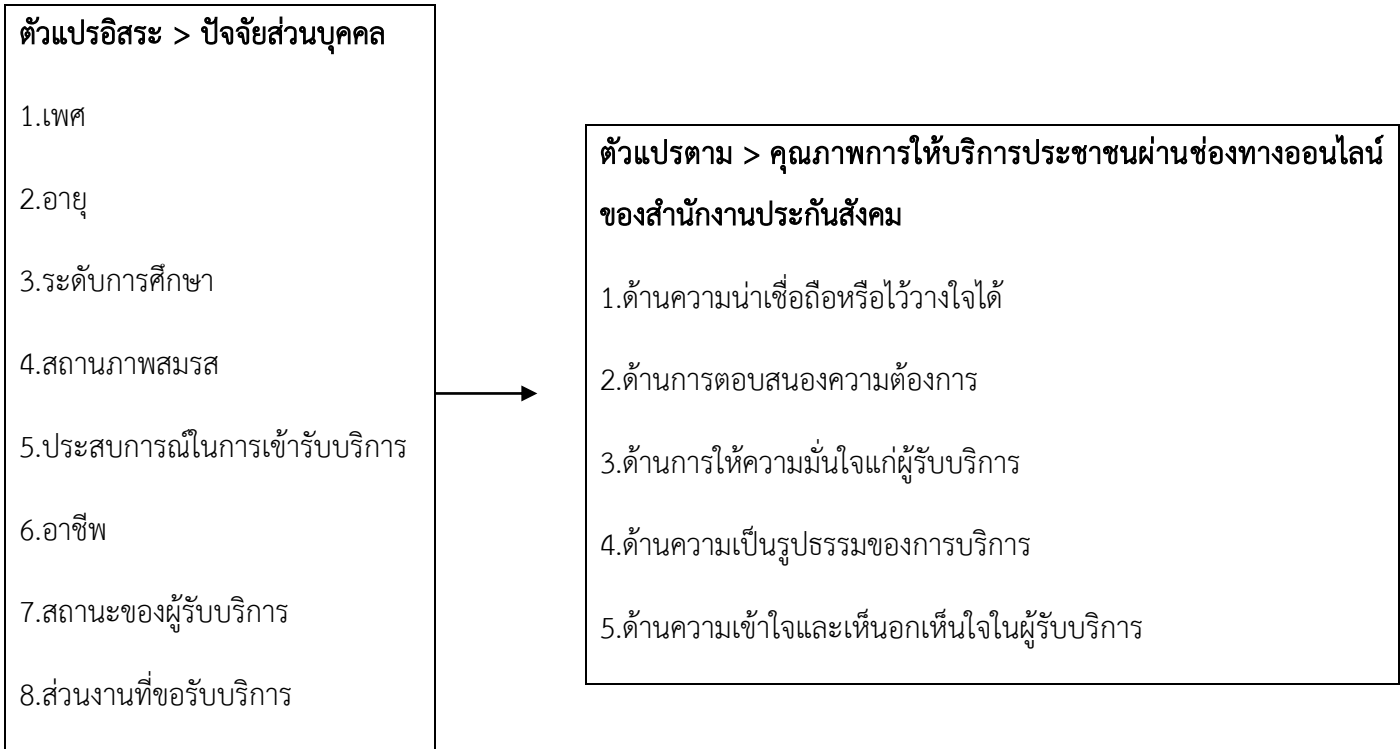 ตัวแปรอิสระ > ปัจจัยส่วนบุคคล
1.เพศ
2.อายุ
3.ระดับการศึกษา
4.สถานภาพสมรส
5.ประสบการณ์ในการเข้ารับบริการ
6.อาชีพ
7.สถานะของผู้รับบริการ
8.ส่วนงานที่ขอรับบริการ
ตัวแปรตาม > คุณภาพการให้บริการประชาชนผ่านช่องทางออนไลน์
ของสำนักงานประกันสังคม
1.ด้านความน่าเชื่อถือหรือไว้วางใจได้
2.ด้านการตอบสนองความต้องการ
3.ด้านการให้ความมั่นใจแก่ผู้รับบริการ
4.ด้านความเป็นรูปธรรมของการบริการ
5.ด้านความเข้าใจและเห็นอกเห็นใจในผู้รับบริการ